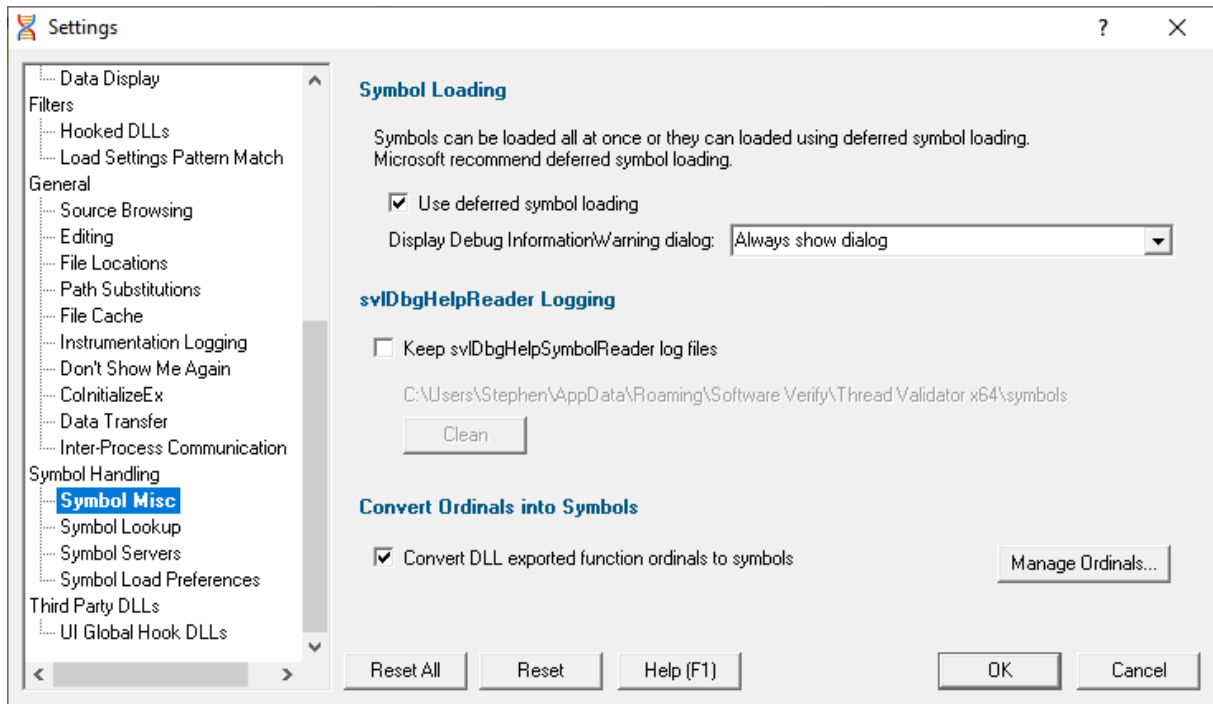 Settings
?
Data Display
Filters
Hooked DLLs
Load Settings Pattern Match
General
Source Browsing
Editing
File Locations
Path Substitutions
File Cache
Instrumentation Logging
Don't Show Me Again
CoInitializeEx
Data Transfer
Inter-Process Communication
Symbol Handling
Symbol Misc
Symbol Lookup
Symbol Servers
Symbol Load Preferences
Third Party DLLs
UI Global Hook DLLs
Symbol Loading
Symbols can be loaded all at once or they can loaded using deferred symbol loading.
Microsoft recommend deferred symbol loading.
Use deferred symbol loading
Display Debug InformationWarning dialog: Always show dialog
svlDbgHelpReader Logging
Keep svlDbgHelpSymbolReader log files
C:\Users\Stephen\AppData\Roaming\Software Verify\Thread Validator x64\symbols
Clean
Convert Ordinals into Symbols
Convert DLL exported function ordinals to symbols
Manage Ordinals...
Reset All Reset Help (F1) OK Cancel